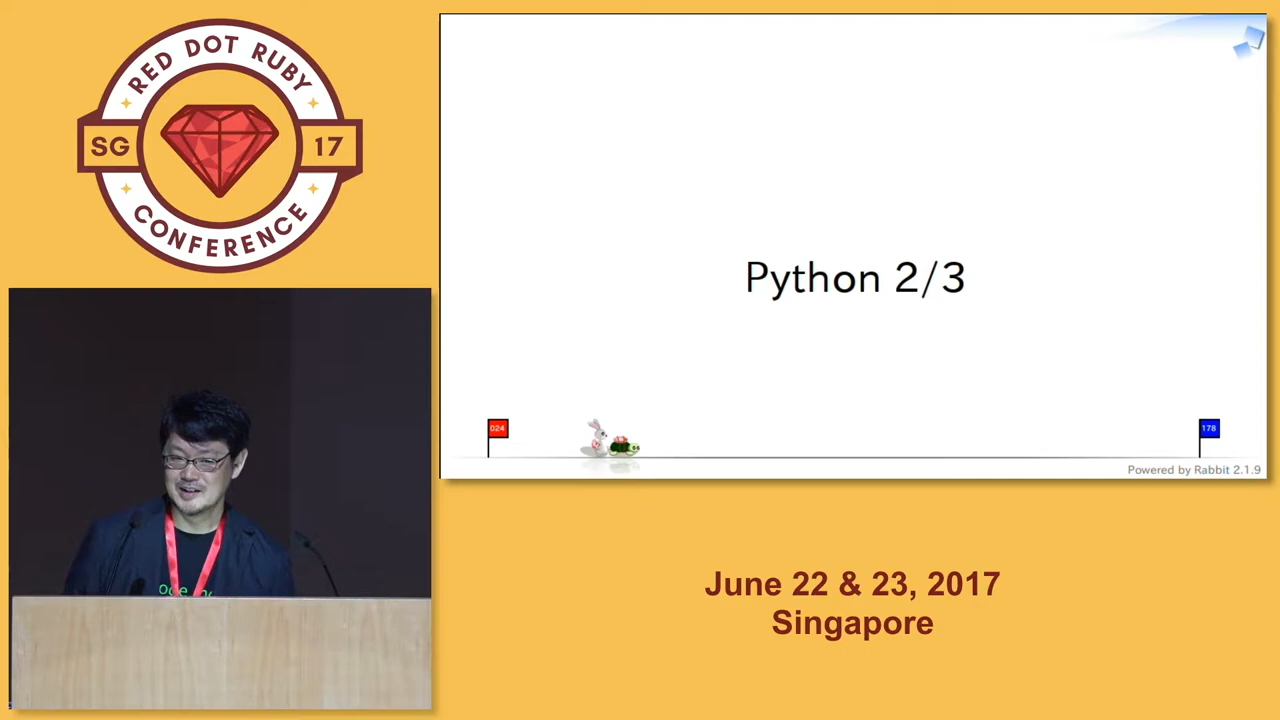 RED DOT RUBY
SG
17
CONFERENCE
Python 2/3
024
178
Powered by Rabbit 2.1.9
June 22 & 23, 2017
Singapore